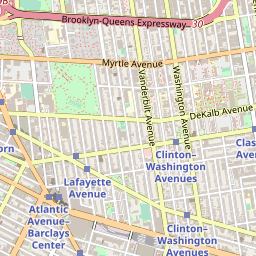 Brooklyn-Queens Expressway
30
Myrtle Avenue
Vanderbilt Avenue
Washington Avenue
DeKalb Avenue
Clinton–
Washington
Avenues
Lafayette
Avenue
Atlantic
Avenue–
Barclays
Center
Clinton–
Washington
Avenues